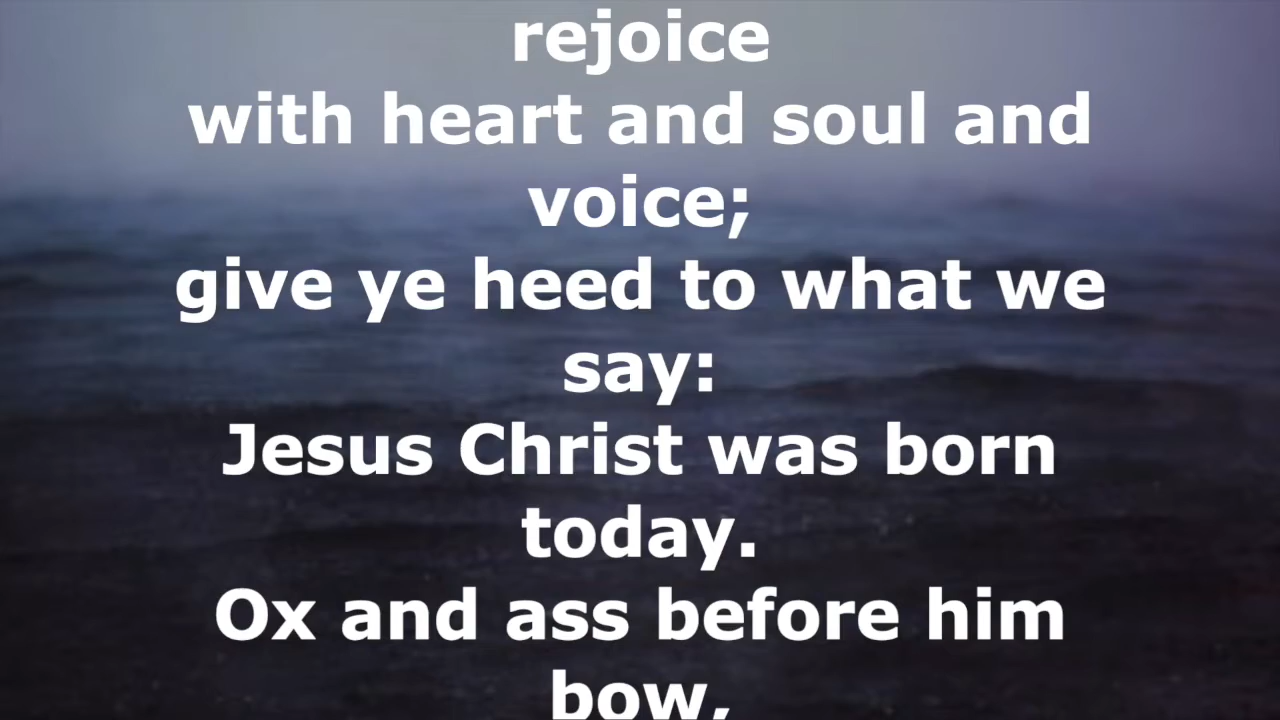 rejoice
with heart and soul and
voice;
give ye heed to what we
say:
Jesus Christ was born
today.
Ox and ass before him
bow,